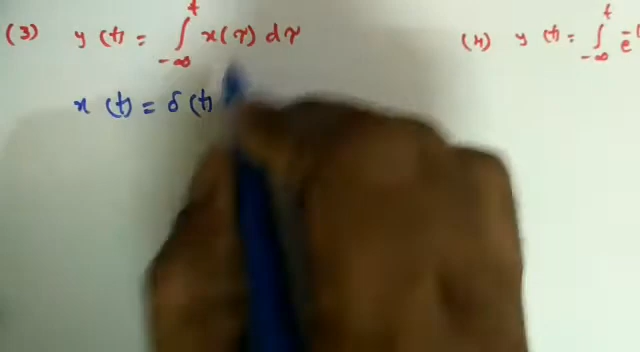 (3) y(t) = ∫_{-∞}^{t} x(τ) dτ
(4) y(t) = ∫_{-∞}^{t} e^{-(
x(t) = δ(t)